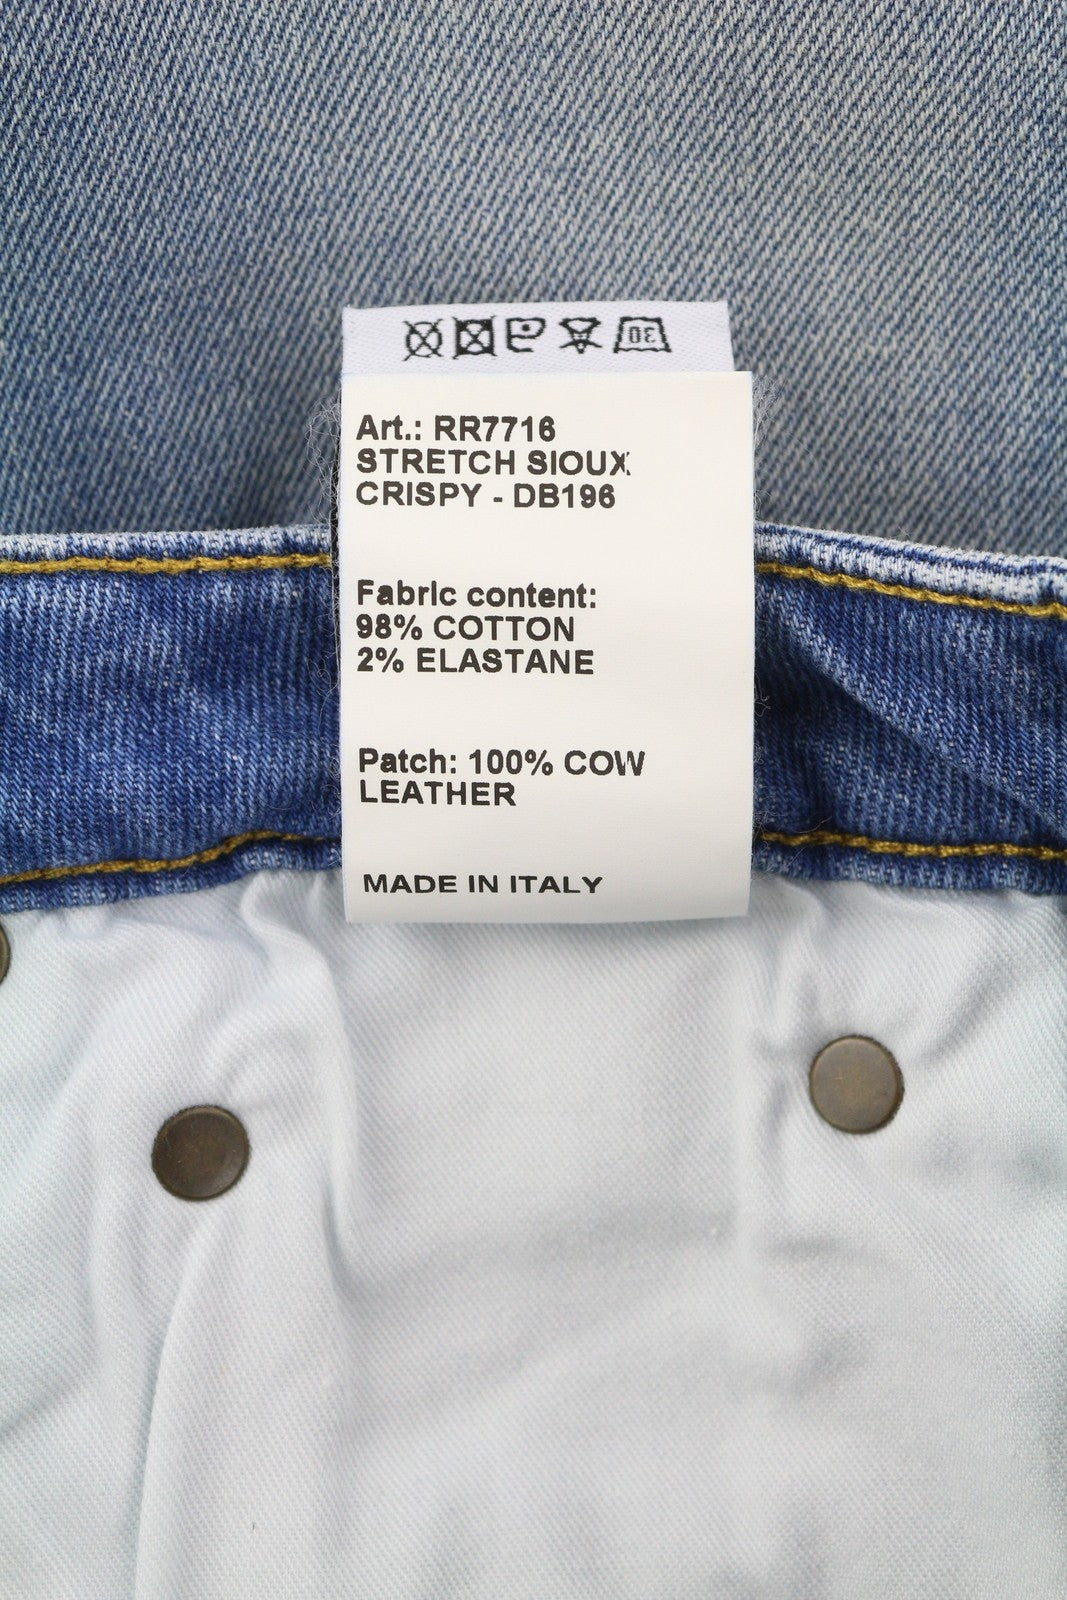 30
Art.: RR7716
STRETCH SIOUX
CRISPY - DB196
Fabric content:
98% COTTON
2% ELASTANE
Patch: 100% COW
LEATHER
MADE IN ITALY